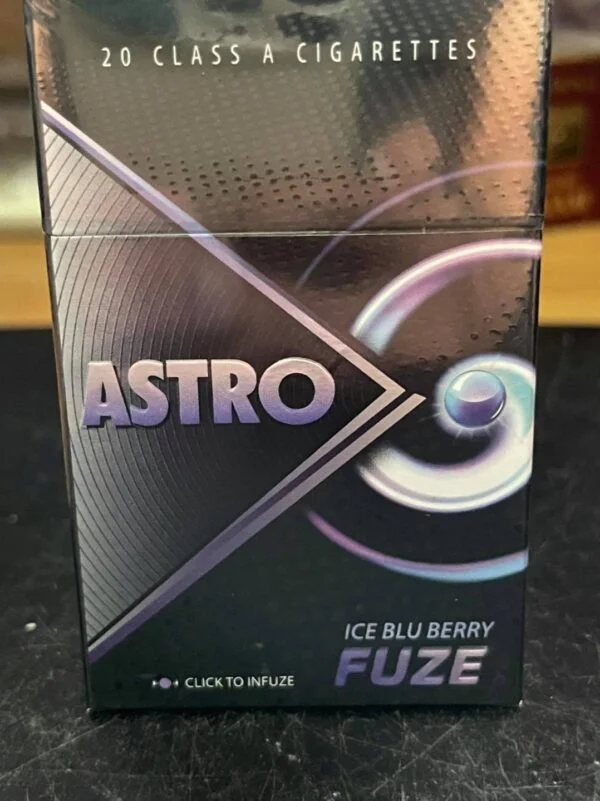 20 CLASS A CIGARETTES
ASTRO
ICE BLU BERRY
FUZE
CLICK TO INFUZE